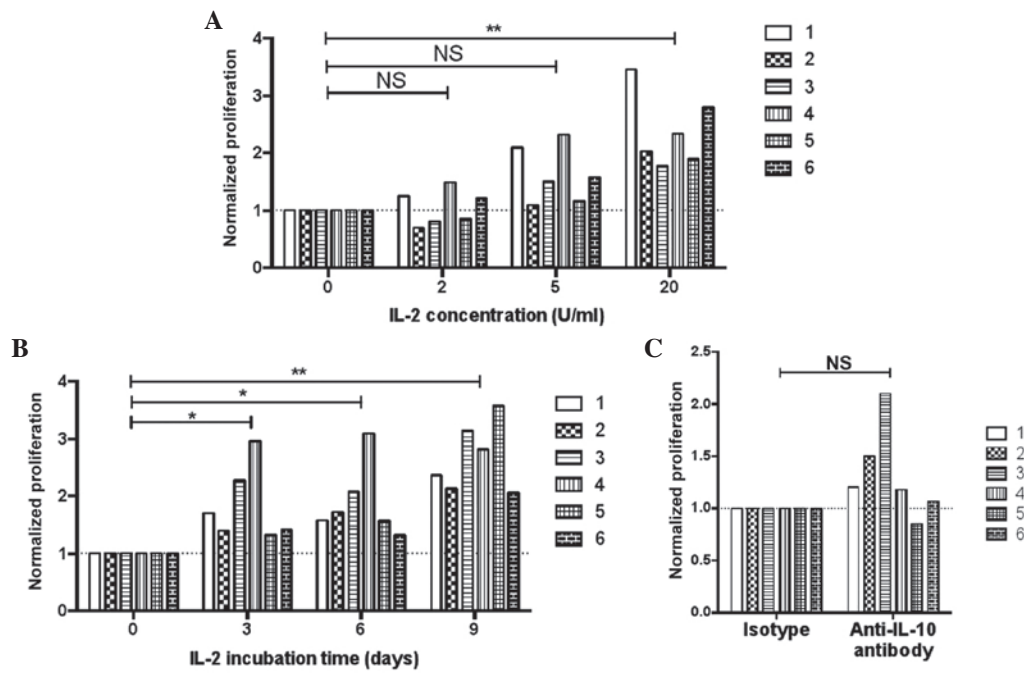 A
Normalized proliferation
4
3
2
1
0
**
NS
NS
0 2 5 20
IL-2 concentration (U/ml)
1
2
3
4
5
6
B
Normalized proliferation
4
3
2
1
0
**
*
*
0 3 6 9
IL-2 incubation time (days)
1
2
3
4
5
6
C
Normalized proliferation
2.5
2.0
1.5
1.0
0.5
0.0
NS
Isotype Anti-IL-10
antibody
1
2
3
4
5
6